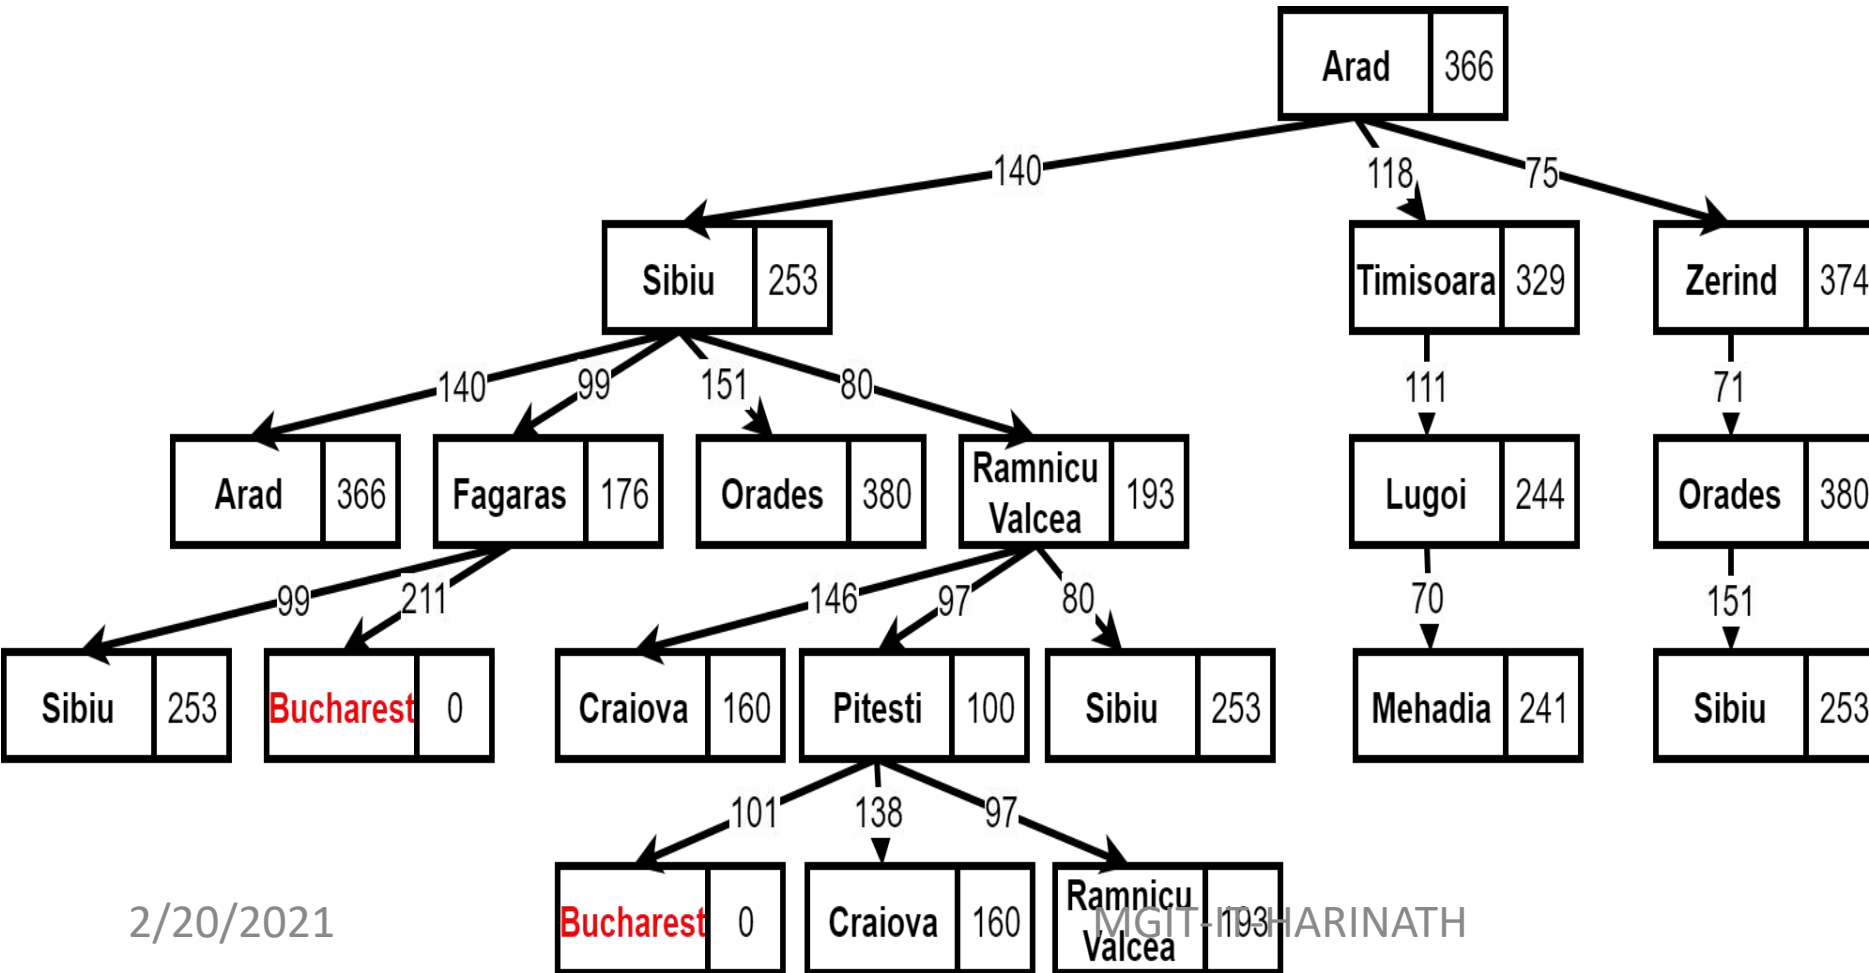 Arad 366
140 118 75
Sibiu 253 Timisoara 329 Zerind 374
140 99 151 80 111 71
Arad 366 Fagaras 176 Orades 380 Ramnicu Valcea 193 Lugoi 244 Orades 380
99 211 146 97 80 70 151
Sibiu 253 Bucharest 0 Craiova 160 Pitesti 100 Sibiu 253 Mehadia 241 Sibiu 253
101 138 97
Bucharest 0 Craiova 160 Ramnicu Valcea 193
2/20/2021 MGIT-IT-HARINATH